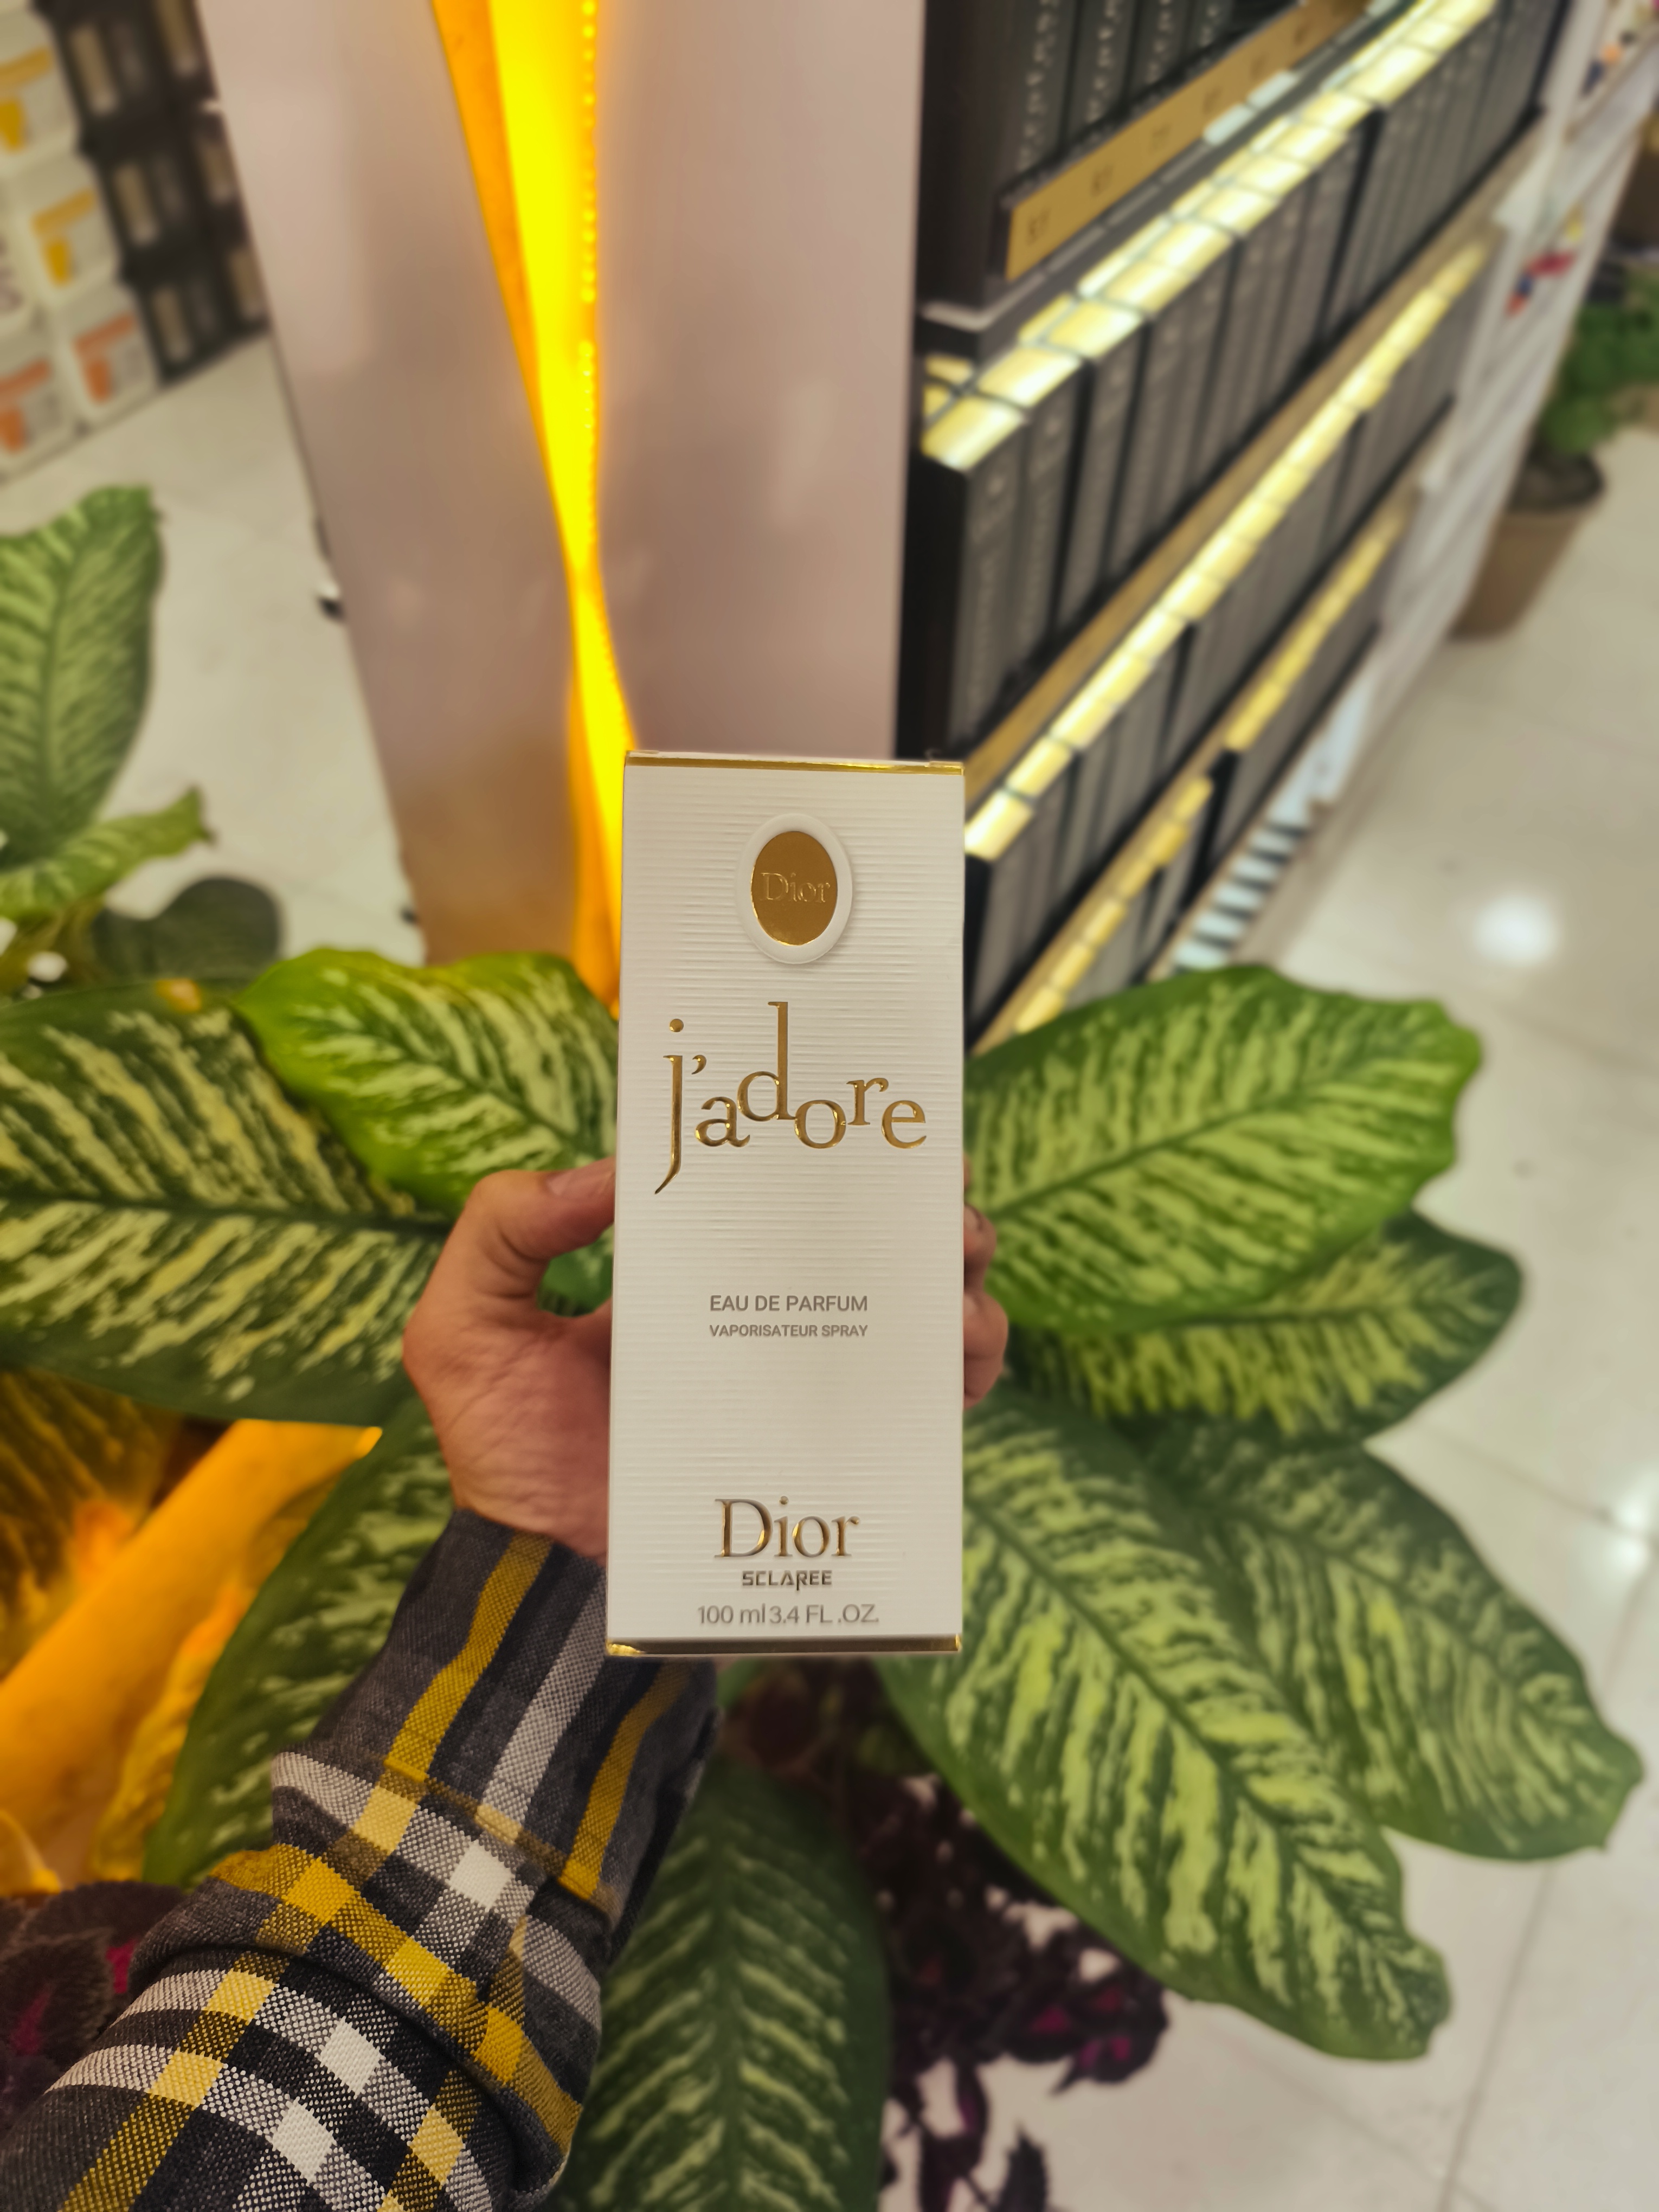 Dior
j'adore
EAU DE PARFUM
VAPORISATEUR SPRAY
Dior
SCLAREE
100 ml 3.4 FL .OZ.